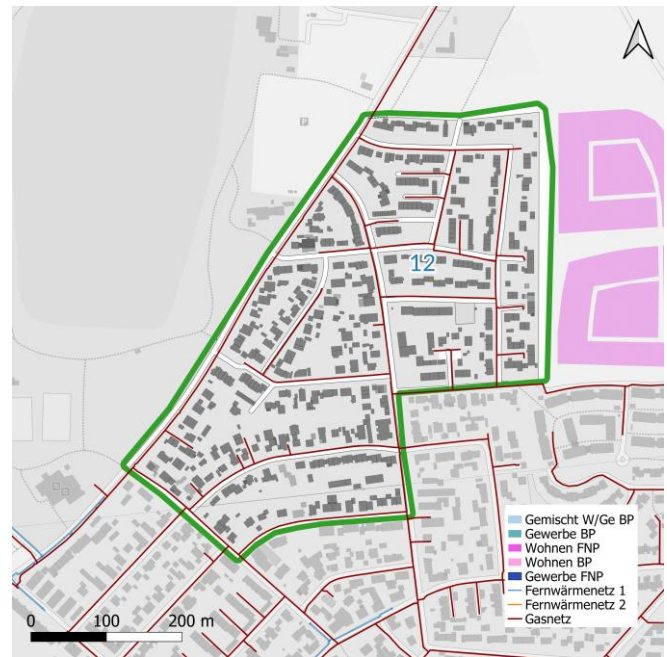 P
12
Gemischt W/Ge BP
Gewerbe BP
Wohnen FNP
Wohnen BP
Gewerbe FNP
Fernwärmenetz 1
Fernwärmenetz 2
Gasnetz
0 100 200 m